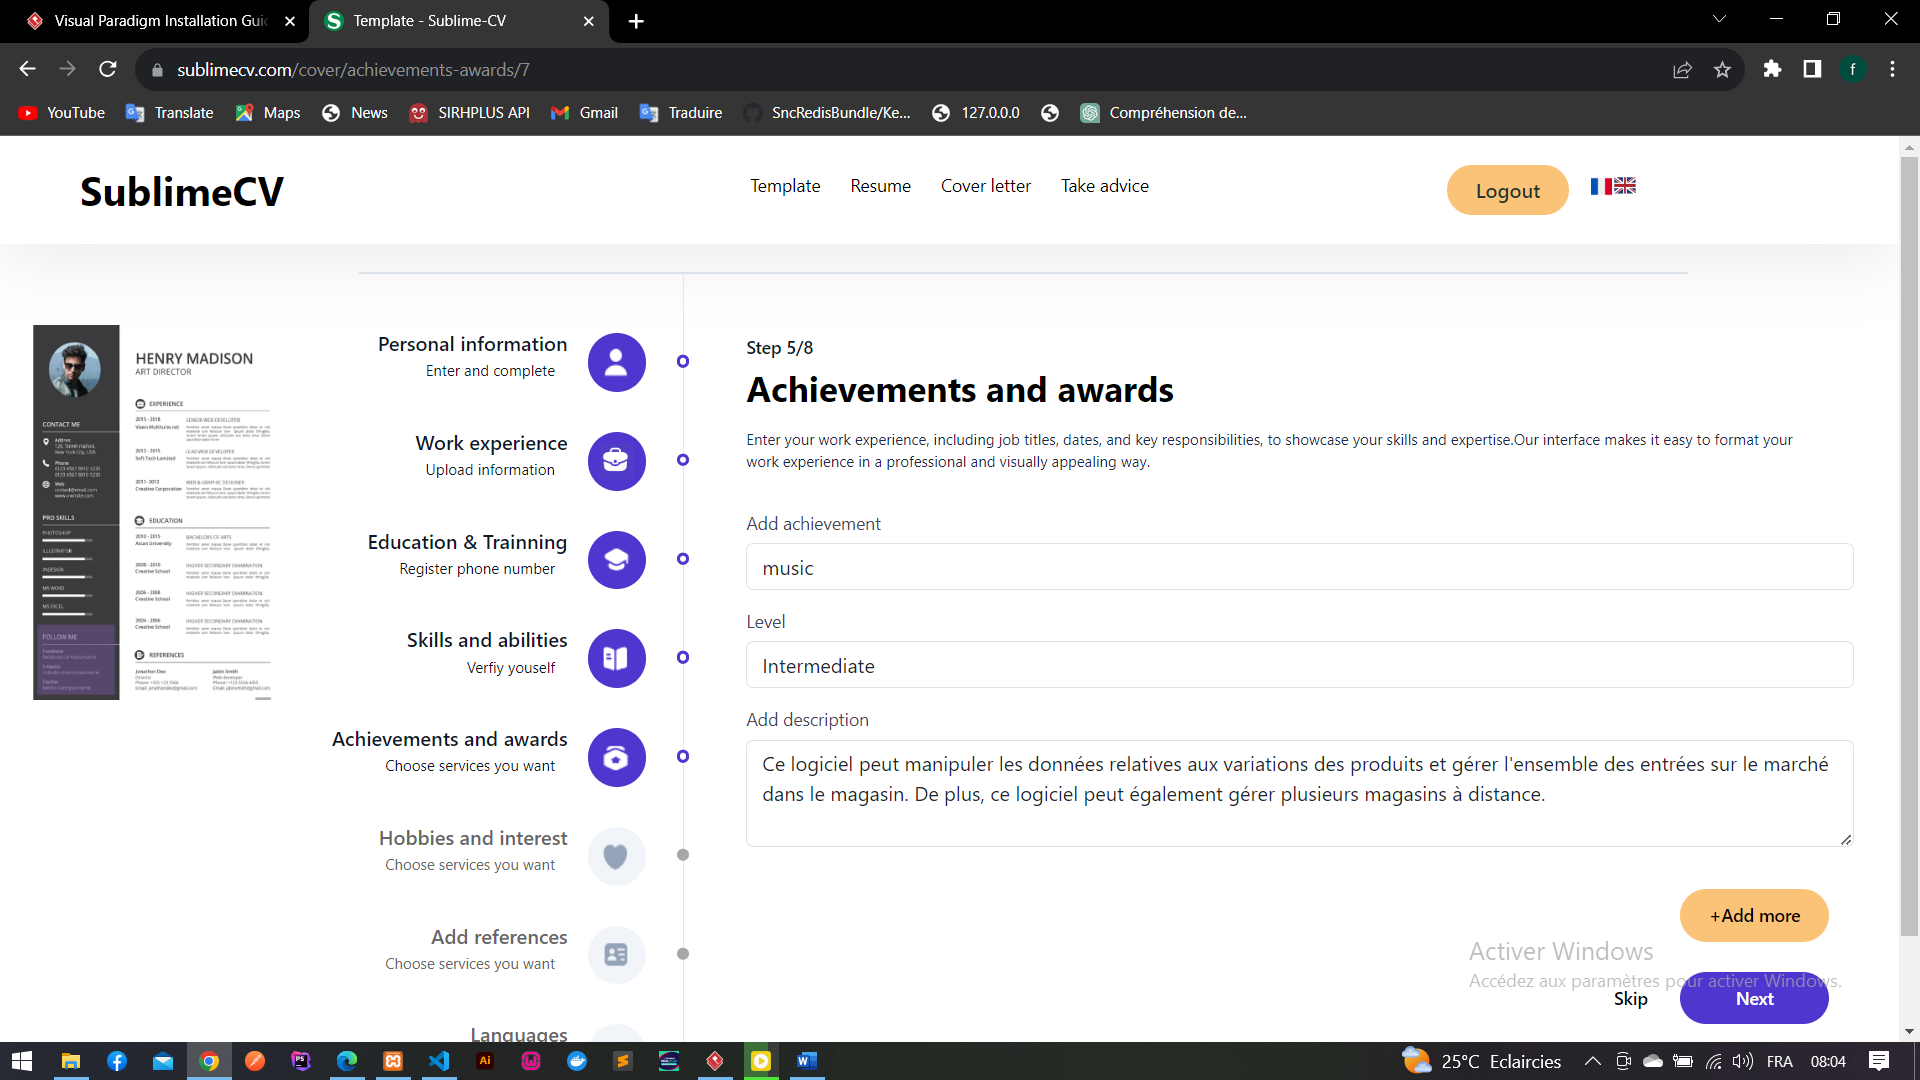 Visual Paradigm Installation Gui
Template - Sublime-CV
sublimecv.com/cover/achievements-awards/7
f
YouTube
Translate
Maps
News
SIRHPLUS API
Gmail
Traduire
SncRedisBundle/Ke...
127.0.0.0
Compréhension de...
SublimeCV
Template
Resume
Cover letter
Take advice
Logout
HENRY MADISON
ART DIRECTOR
CONTACT ME
PRO SKILLS
PHOTOSHOP
ILLUSTRATOR
INDESIGN
MS WORD
MS EXCEL
FOLLOW ME
EXPERIENCE
EDUCATION
REFERENCES
Personal information
Enter and complete
Work experience
Upload information
Education & Trainning
Register phone number
Skills and abilities
Verfiy youself
Achievements and awards
Choose services you want
Hobbies and interest
Choose services you want
Add references
Choose services you want
Languages
Step 5/8
Achievements and awards
Enter your work experience, including job titles, dates, and key responsibilities, to showcase your skills and expertise.Our interface makes it easy to format your
work experience in a professional and visually appealing way.
Add achievement
music
Level
Intermediate
Add description
Ce logiciel peut manipuler les données relatives aux variations des produits et gérer l'ensemble des entrées sur le marché
dans le magasin. De plus, ce logiciel peut également gérer plusieurs magasins à distance.
+Add more
Activer Windows
Accédez aux paramètres pour activer Windows.
Skip
Next
25°C Eclaircies
FRA
08:04